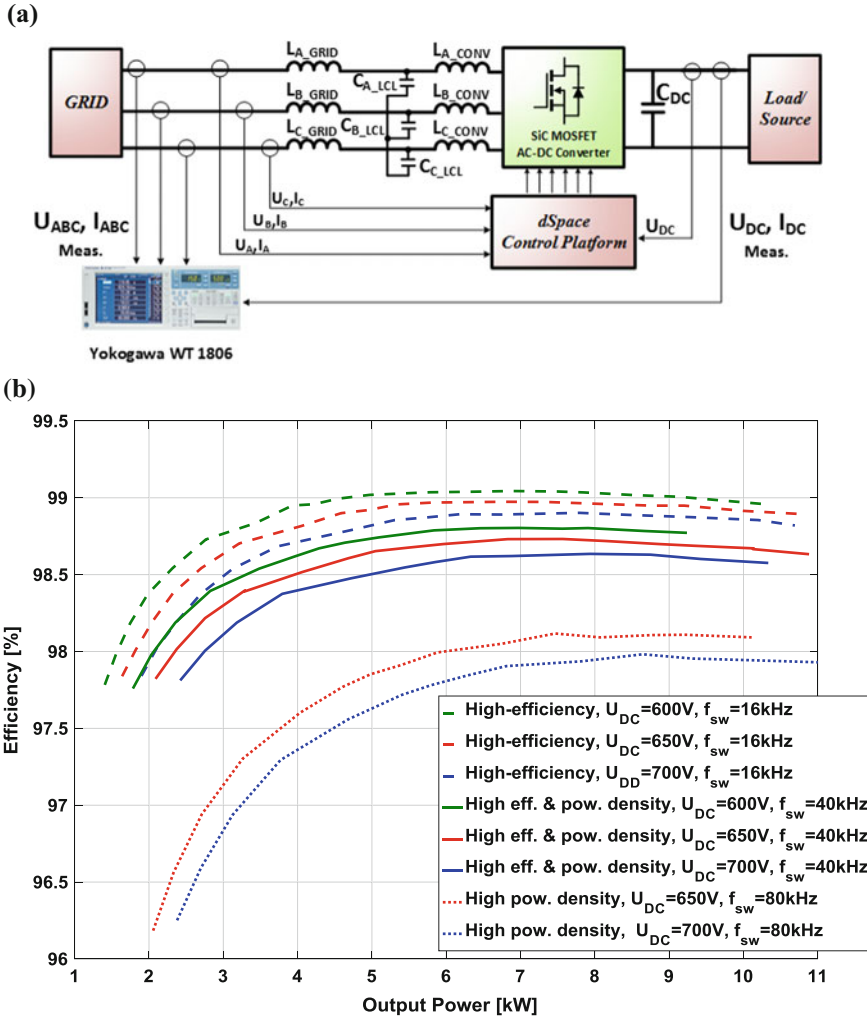 (a)
GRID
L_A_GRID
L_A_CONV
C_A_LCL
L_B_GRID
L_B_CONV
C_B_LCL
L_C_GRID
L_C_CONV
C_C_LCL
SiC MOSFET
AC-DC Converter
C_DC
Load/
Source
U_C,I_C
U_B,I_B
U_A,I_A
dSpace
Control Platform
U_DC
U_ABC, I_ABC
Meas.
U_DC, I_DC
Meas.
Yokogawa WT 1806
(b)
99.5
99
98.5
98
97.5
97
96.5
96
Efficiency [%]
1 2 3 4 5 6 7 8 9 10 11
Output Power [kW]
High-efficiency, U_DC=600V, f_sw=16kHz
High-efficiency, U_DC=650V, f_sw=16kHz
High-efficiency, U_DD=700V, f_sw=16kHz
High eff. & pow. density, U_DC=600V, f_sw=40kHz
High eff. & pow. density, U_DC=650V, f_sw=40kHz
High eff. & pow. density, U_DC=700V, f_sw=40kHz
High pow. density, U_DC=650V, f_sw=80kHz
High pow. density, U_DC=700V, f_sw=80kHz